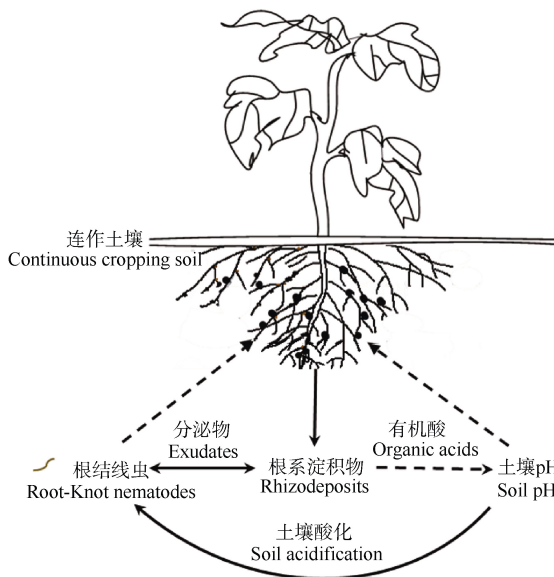 连作土壤
Continuous cropping soil
分泌物
Exudates
有机酸
Organic acids
根结线虫
Root-Knot nematodes
根系淀积物
Rhizodeposits
土壤pH
Soil pH
土壤酸化
Soil acidification